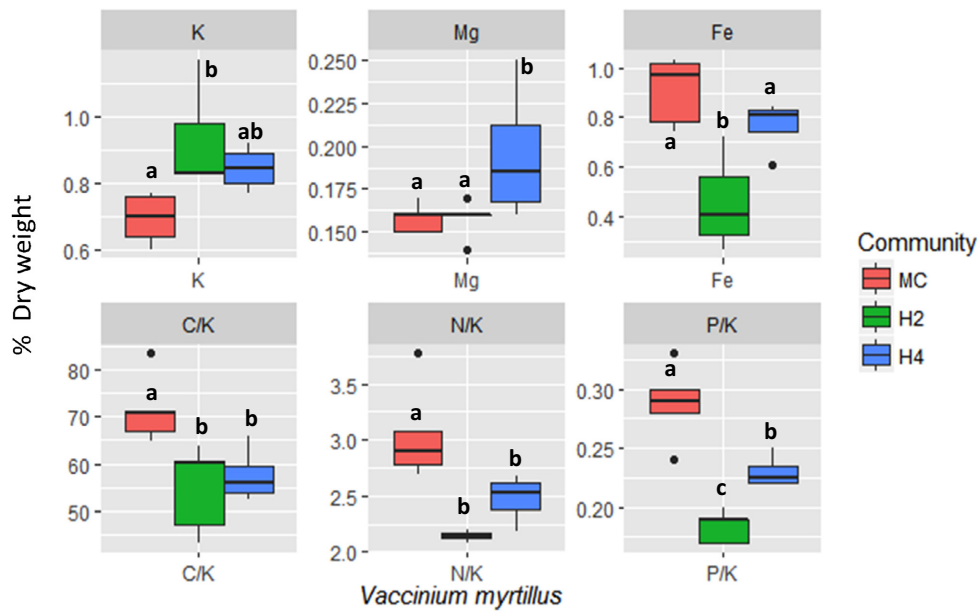 K Mg Fe
1.0
0.8
0.6
a b ab
K
0.250
0.225
0.200
0.175
0.150
a a b
Mg
1.0
0.8
0.6
0.4
a b a
Fe
% Dry weight
C/K N/K P/K
80
70
60
50
a b b
C/K
3.5
3.0
2.5
2.0
a b b
N/K
0.30
0.25
0.20
a c b
P/K
Vaccinium myrtillus
Community
MC
H2
H4